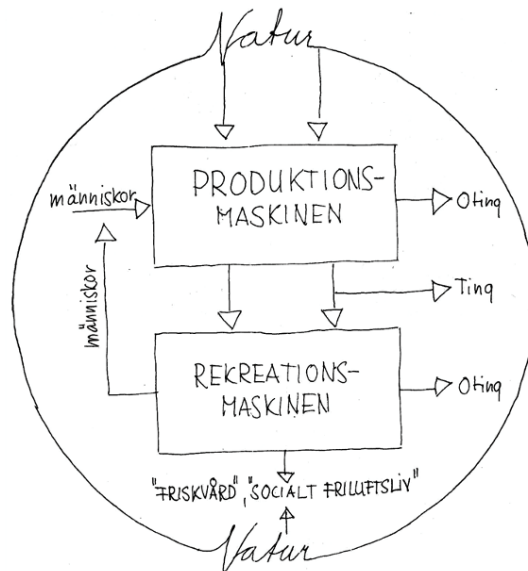 Natur
PRODUKTIONS-
MASKINEN
människor
Oting
människor
Ting
REKREATIONS-
MASKINEN
Oting
"FRISKVÅRD", "SOCIALT FRILUFTSLIV"
Natur